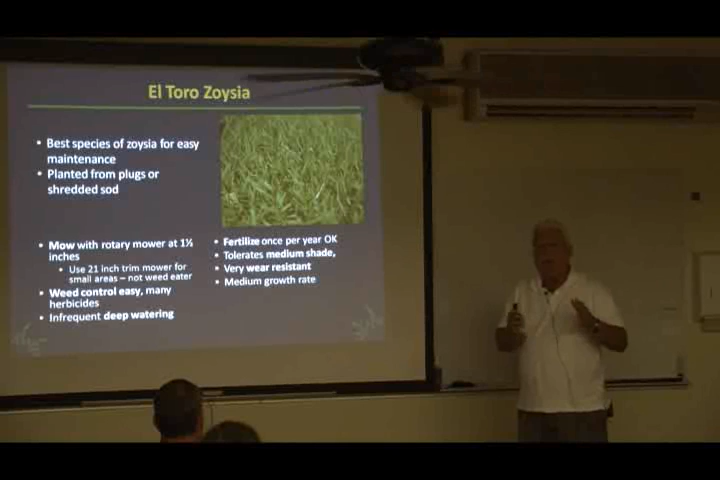 El Toro Zoysia
• Best species of zoysia for easy
maintenance
• Planted from plugs or
shredded sod
• Mow with rotary mower at 1½
inches
• Use 21 inch trim mower for
small areas – not weed eater
• Weed control easy, many
herbicides
• Infrequent deep watering
• Fertilize once per year OK
• Tolerates medium shade,
• Very wear resistant
• Medium growth rate